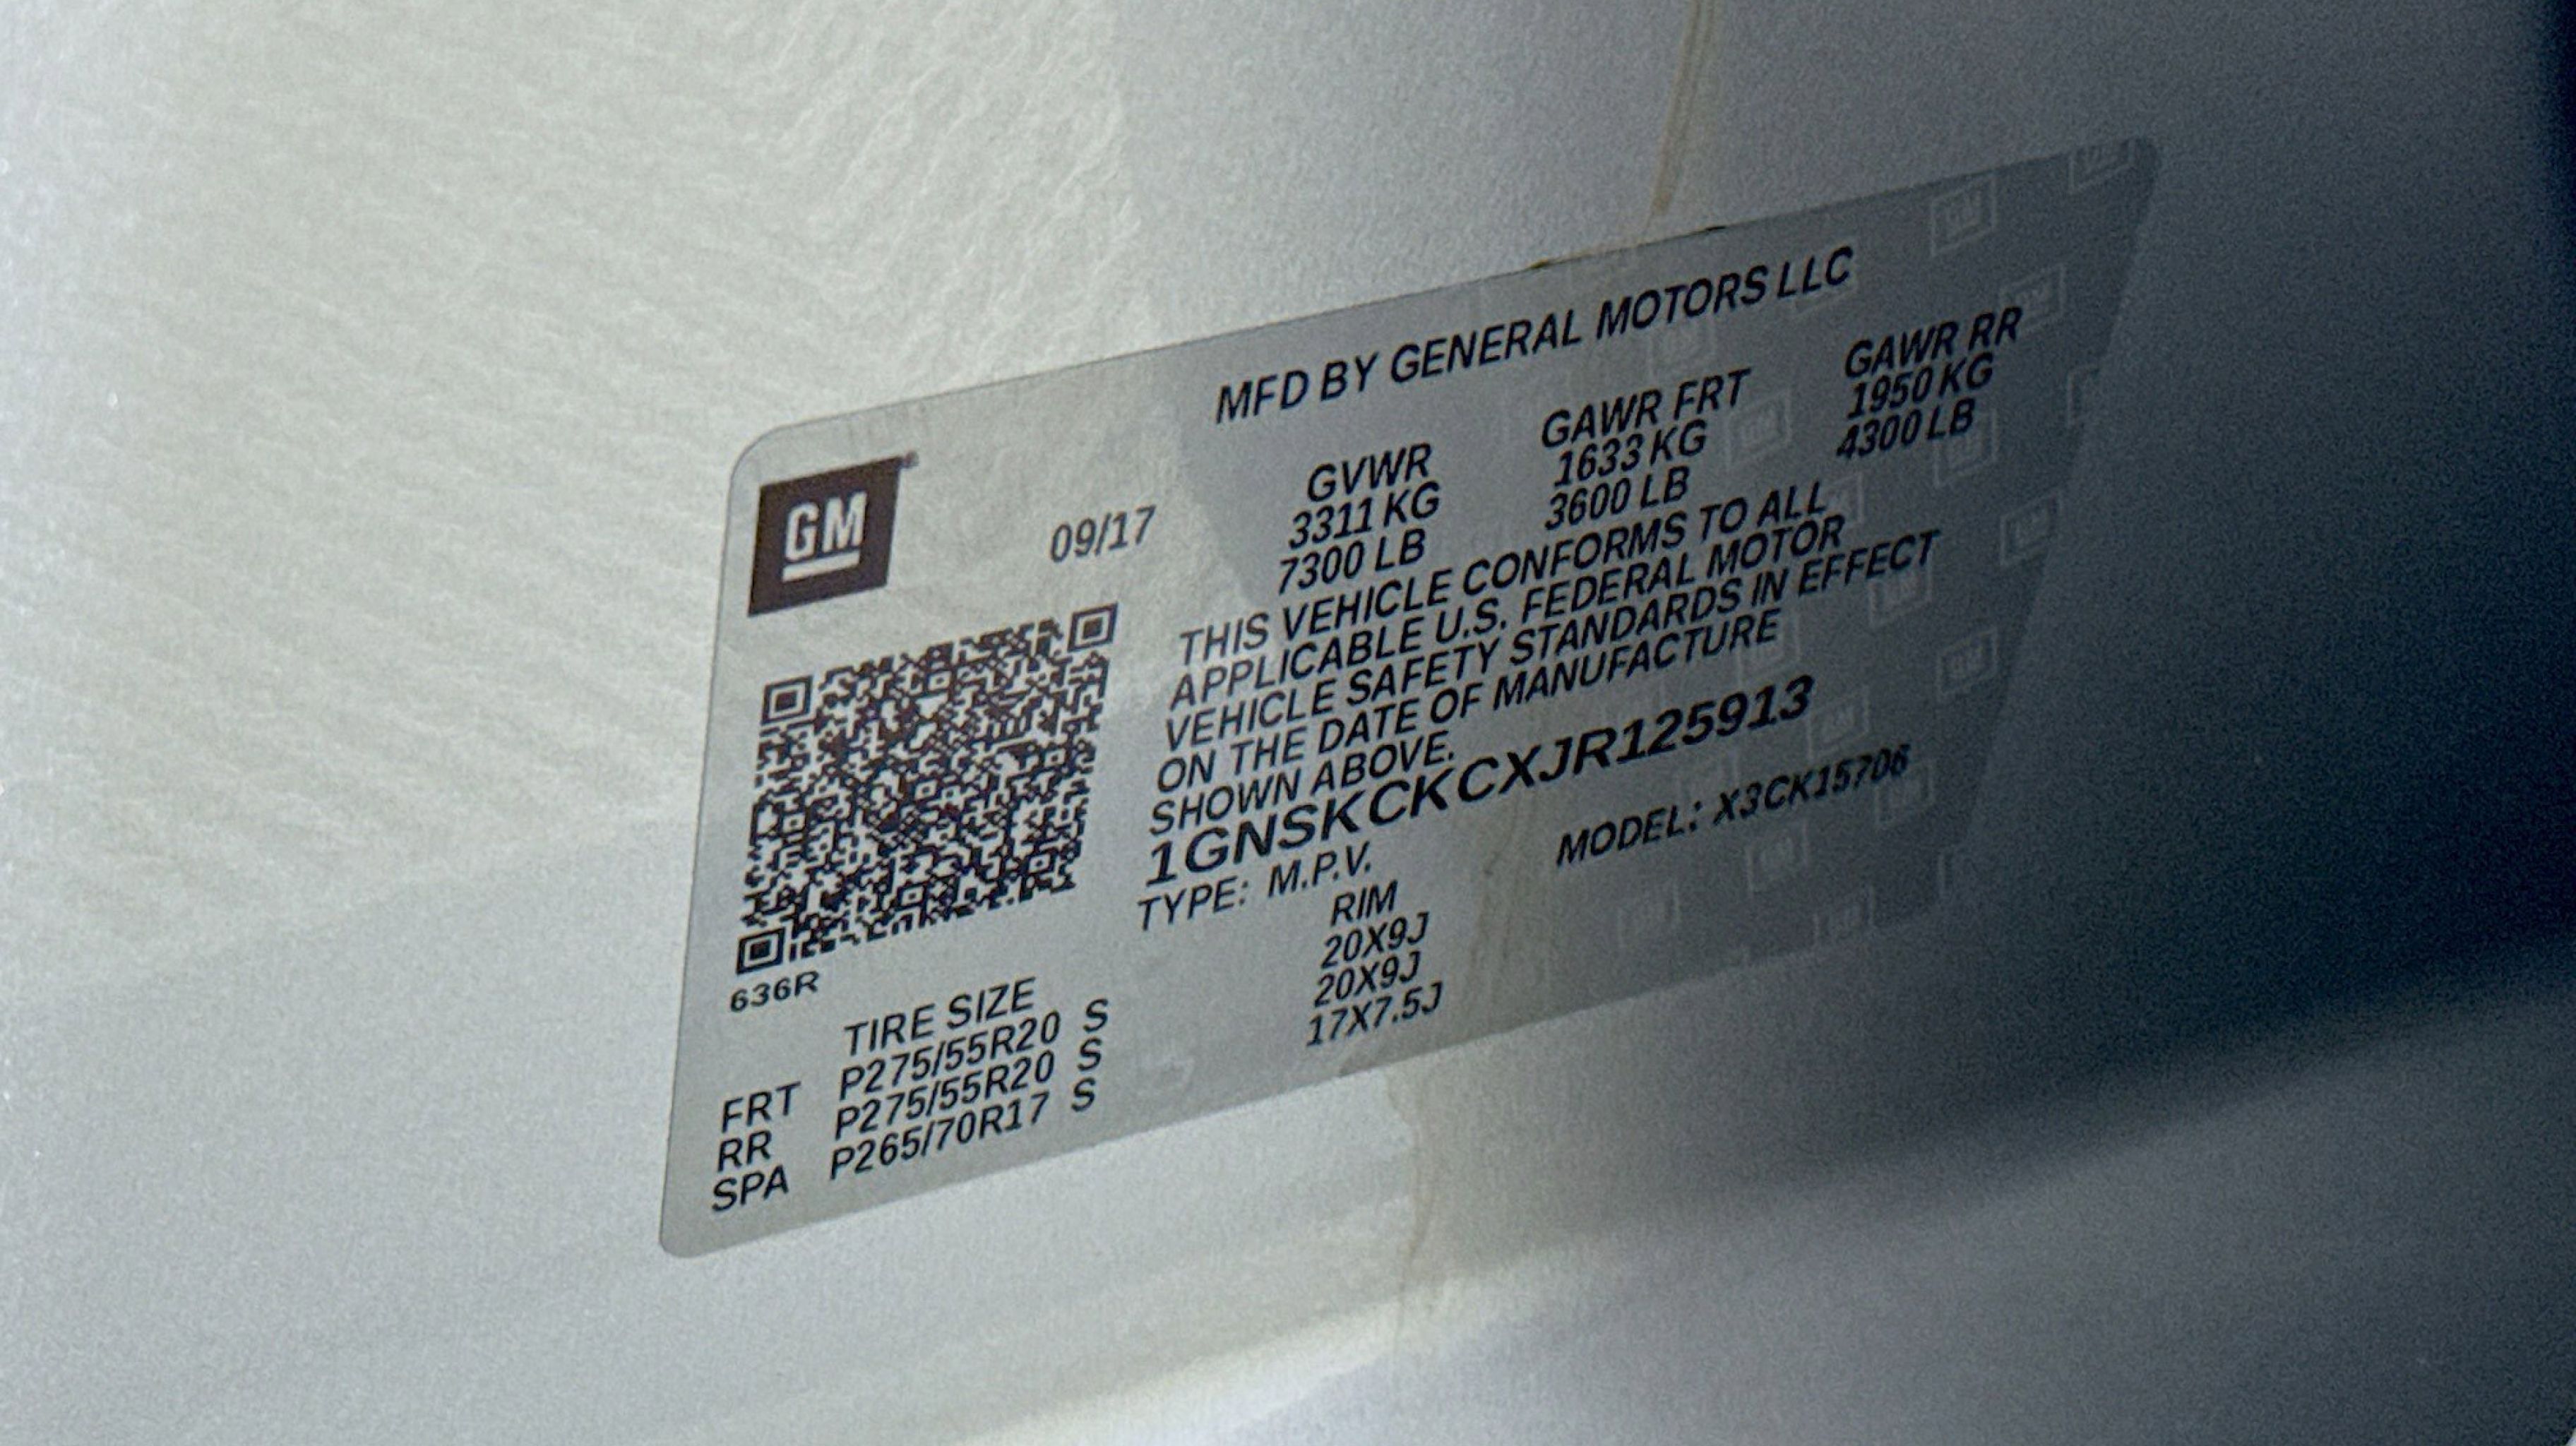 MFD BY GENERAL MOTORS LLC
GM
09/17
GVWR GAWR FRT GAWR RR
3311 KG 1633 KG 1950 KG
7300 LB 3600 LB 4300 LB
THIS VEHICLE CONFORMS TO ALL
APPLICABLE U.S. FEDERAL MOTOR
VEHICLE SAFETY STANDARDS IN EFFECT
ON THE DATE OF MANUFACTURE
SHOWN ABOVE.
1GNSKCKCXJR125913
TYPE: M.P.V. MODEL: X3CK15706
636R
TIRE SIZE RIM
FRT P275/55R20 S 20X9J
RR P275/55R20 S 20X9J
SPA P265/70R17 S 17X7.5J